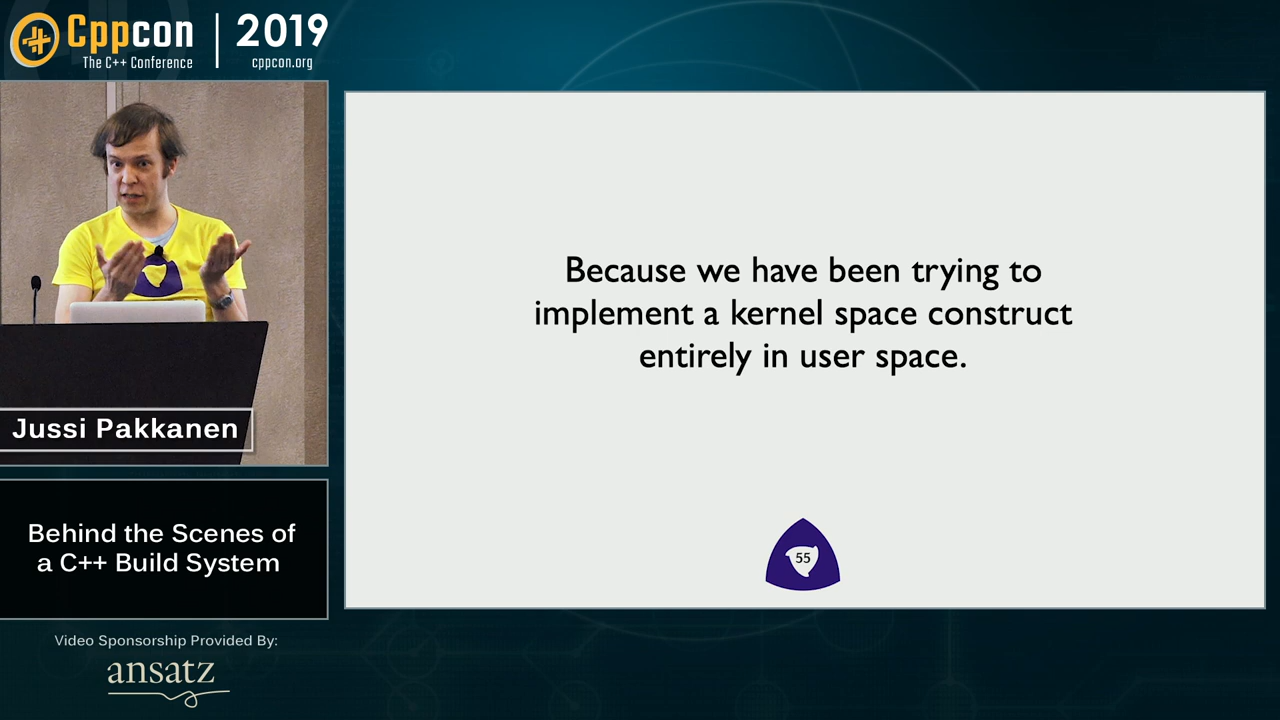 Cppcon
The C++ Conference
2019
cppcon.org
Because we have been trying to
implement a kernel space construct
entirely in user space.
55
Jussi Pakkanen
Behind the Scenes of
a C++ Build System
Video Sponsorship Provided By:
ansatz